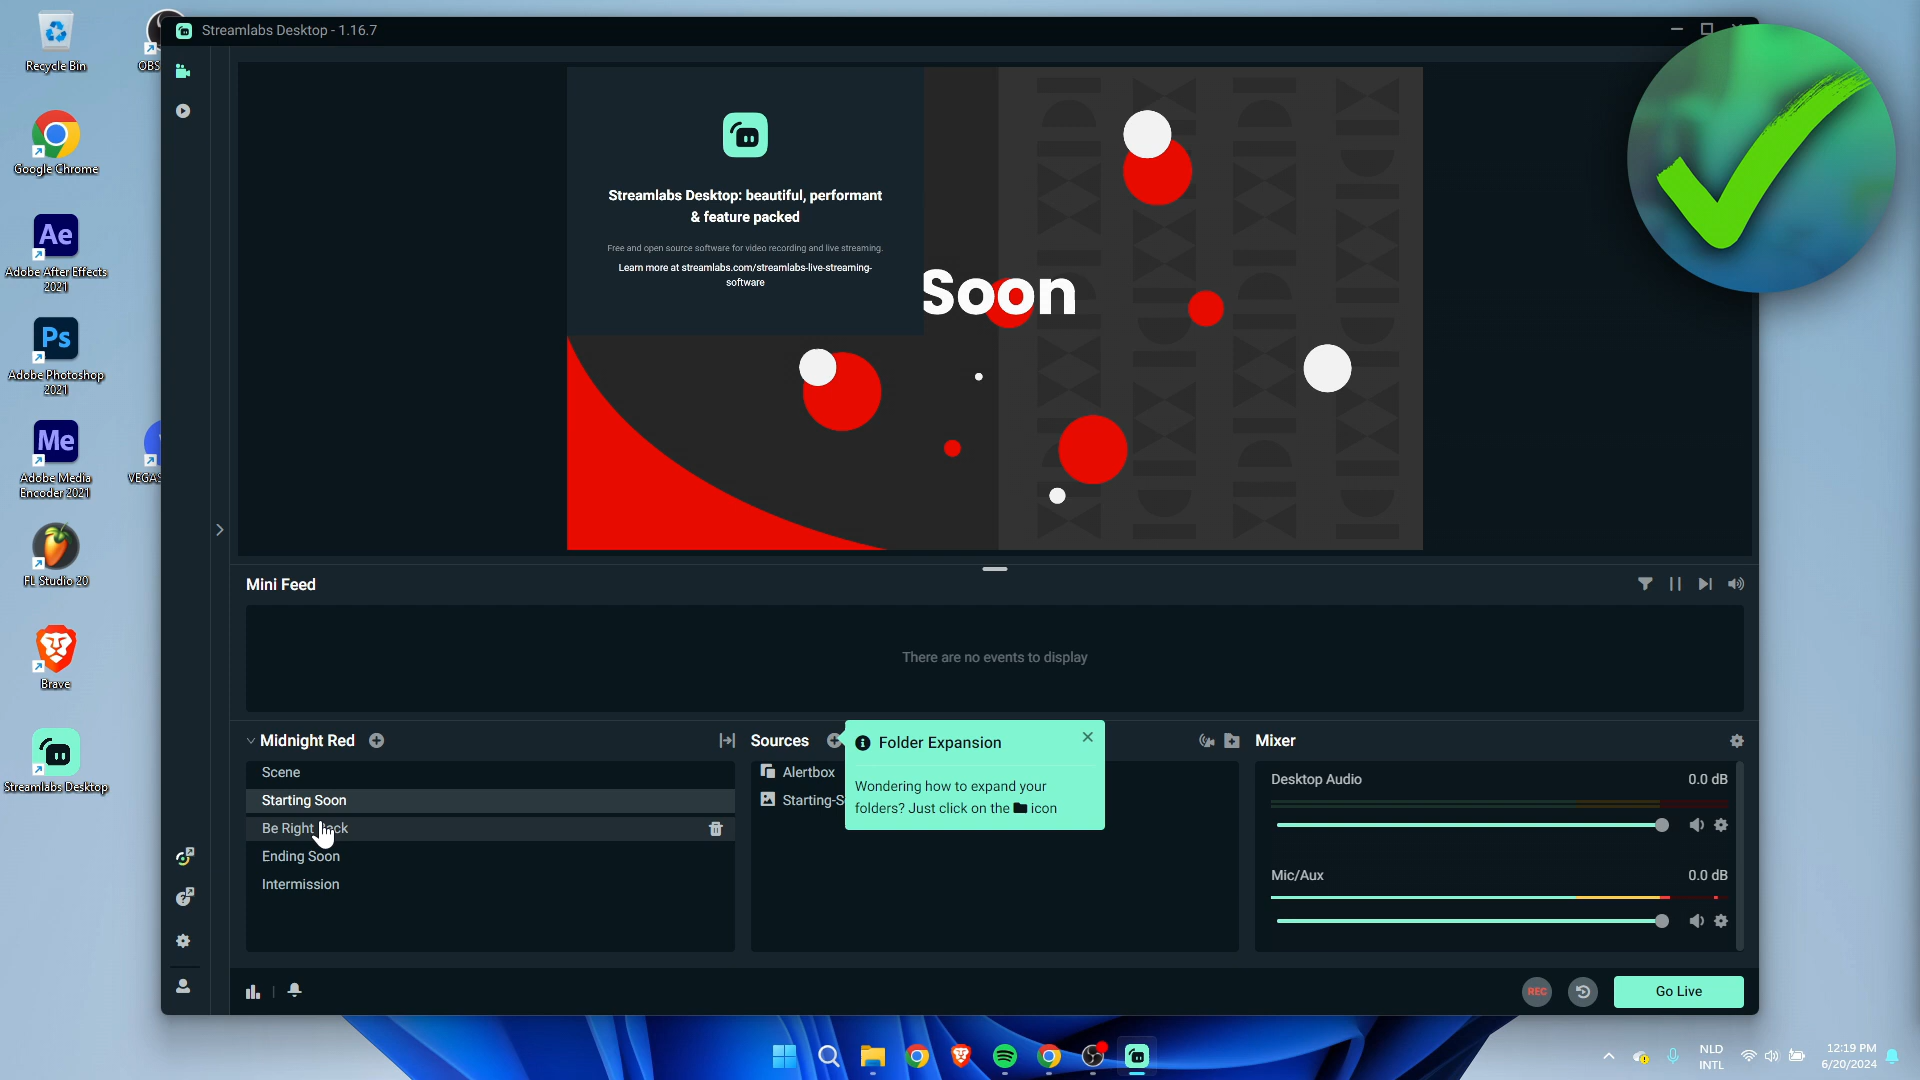 Recycle Bin
OBS
Google Chrome
Adobe After Effects
2021
Adobe Photoshop
2021
Adobe Media
Encoder 2021
VEGAS
FL Studio 20
Brave
Streamlabs Desktop
Streamlabs Desktop - 1.16.7
Streamlabs Desktop: beautiful, performant
& feature packed
Free and open source software for video recording and live streaming.
Learn more at streamlabs.com/streamlabs-live-streaming-
software
Soon
Mini Feed
There are no events to display
Midnight Red
Scene
Starting Soon
Be Right
Ending Soon
Intermission
Sources
Alertbox
Starting-S
Folder Expansion
Wondering how to expand your
folders? Just click on the icon
Mixer
Desktop Audio
0.0 dB
Mic/Aux
0.0 dB
REC
Go Live
NLD
INTL
12:19 PM
6/20/2024
Ae
Ps
Me